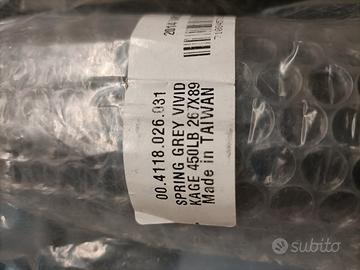 00.4118.026.031
SPRING GREY VIVID
KAGE 450LB 267X89
Made in TAIWAN
subito